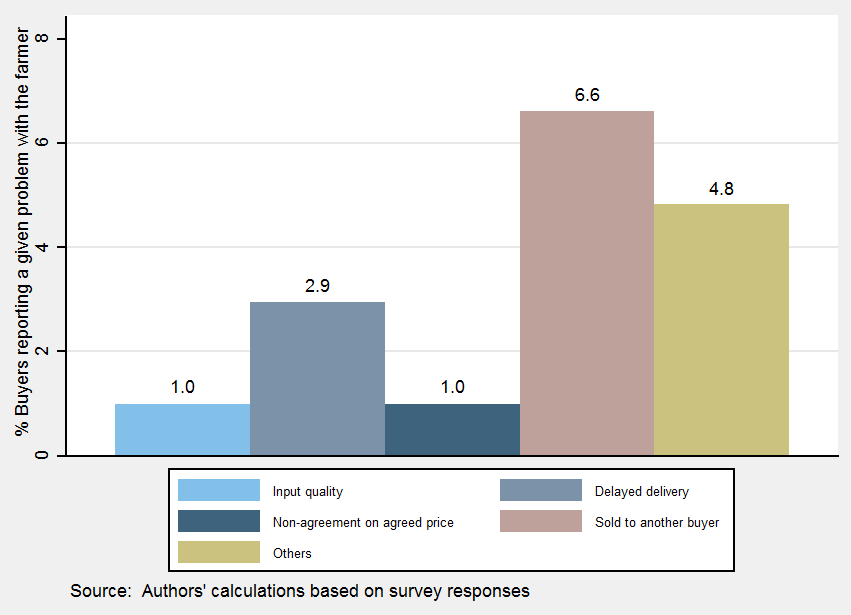 % Buyers reporting a given problem with the farmer
8
6
4
2
0
1.0
2.9
1.0
6.6
4.8
Input quality
Delayed delivery
Non-agreement on agreed price
Sold to another buyer
Others
Source:  Authors' calculations based on survey responses